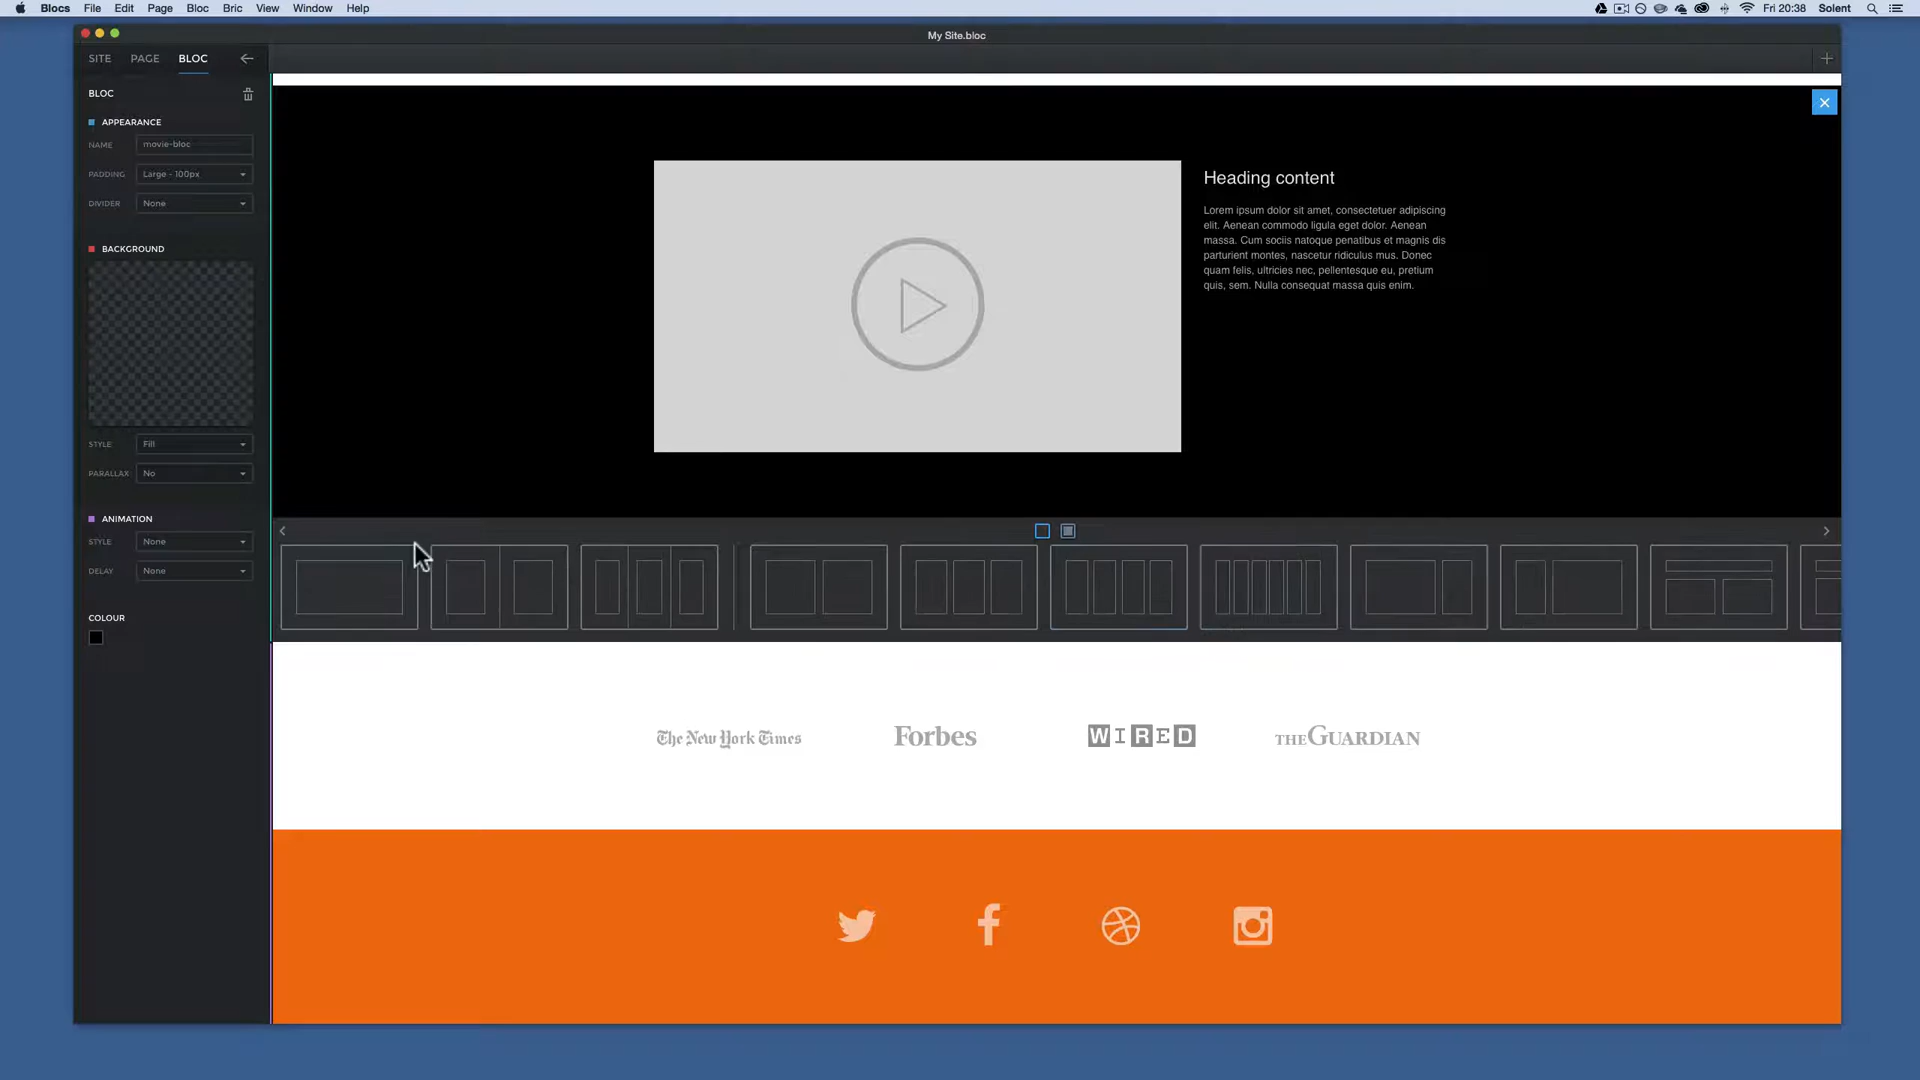 Blocs File Edit Page Bloc Bric View Window Help
Fri 20:38 Solent
My Site.bloc
SITE PAGE BLOC
BLOC
APPEARANCE
NAME movie-bloc
PADDING Large - 100px
DIVIDER None
BACKGROUND
STYLE Fill
PARALLAX No
ANIMATION
STYLE None
DELAY None
COLOUR
Heading content
Lorem ipsum dolor sit amet, consectetuer adipiscing
elit. Aenean commodo ligula eget dolor. Aenean
massa. Cum sociis natoque penatibus et magnis dis
parturient montes, nascetur ridiculus mus. Donec
quam felis, ultricies nec, pellentesque eu, pretium
quis, sem. Nulla consequat massa quis enim.
The New York Times Forbes WIRED THE GUARDIAN